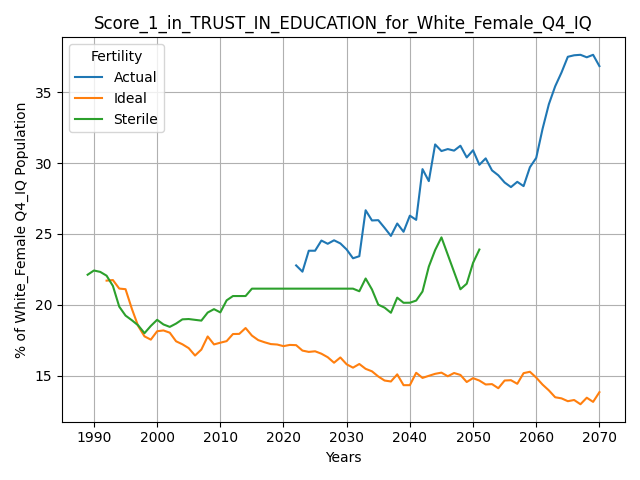 Score_1_in_TRUST_IN_EDUCATION_for_White_Female_Q4_IQ
Fertility
Actual
Ideal
Sterile
% of White_Female Q4_IQ Population
35
30
25
20
15
1990 2000 2010 2020 2030 2040 2050 2060 2070
Years